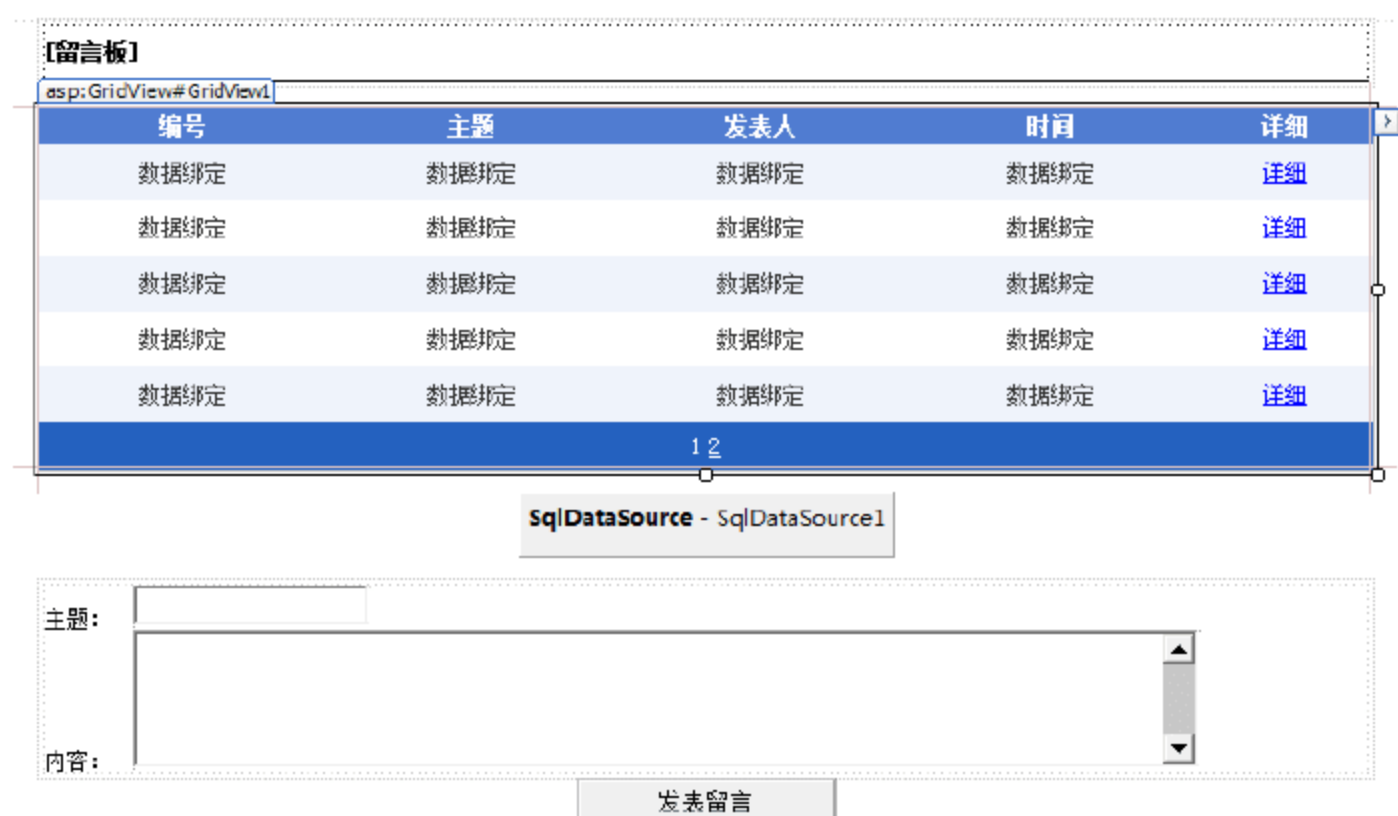 [留言板]
asp:GridView#GridView1
编号 主题 发表人 时间 详细
数据绑定 数据绑定 数据绑定 数据绑定 详细
数据绑定 数据绑定 数据绑定 数据绑定 详细
数据绑定 数据绑定 数据绑定 数据绑定 详细
数据绑定 数据绑定 数据绑定 数据绑定 详细
数据绑定 数据绑定 数据绑定 数据绑定 详细
1 2
SqlDataSource - SqlDataSource1
主题：
内容：
发表留言